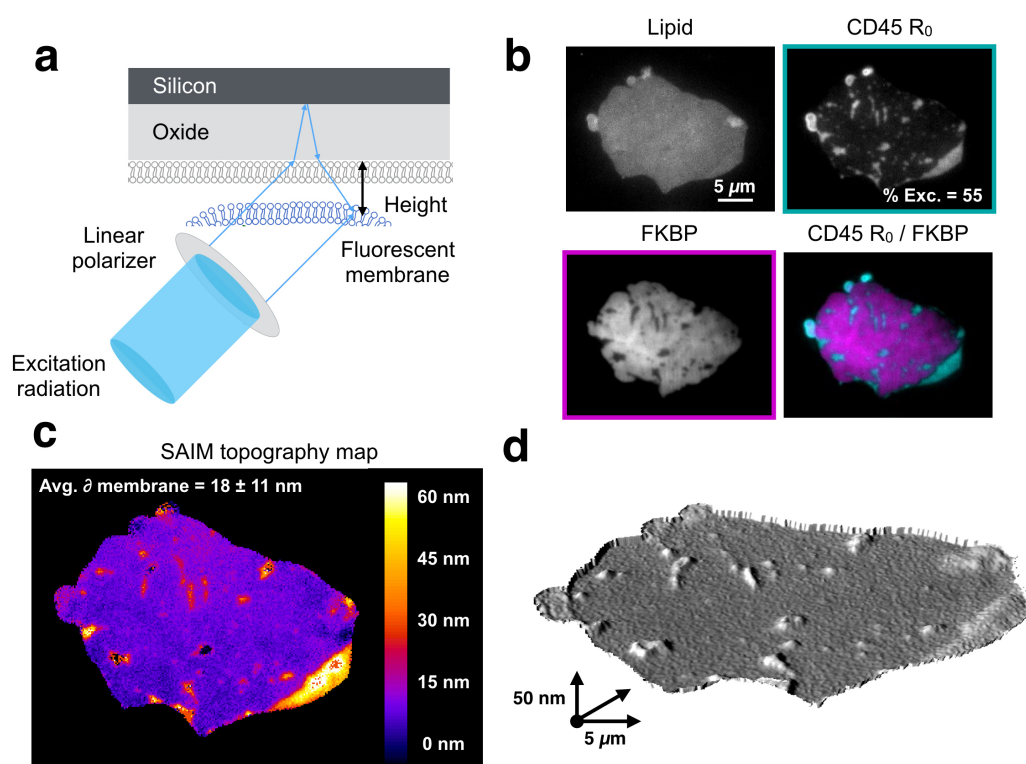 a
Silicon
Oxide
Height
Linear
polarizer
Fluorescent
membrane
Excitation
radiation
b
Lipid
CD45 R₀
5 µm
% Exc. = 55
FKBP
CD45 R₀ / FKBP
c
SAIM topography map
Avg. ∂ membrane = 18 ± 11 nm
60 nm
45 nm
30 nm
15 nm
0 nm
d
50 nm
5 µm